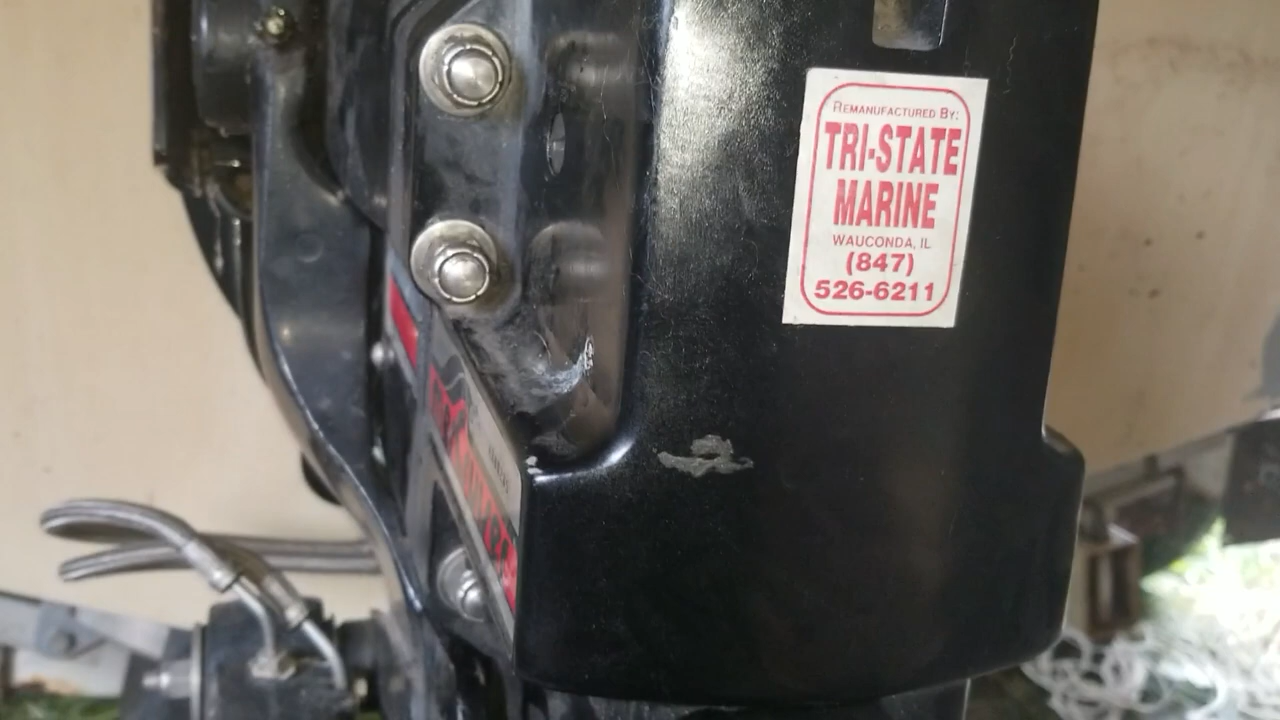 Remanufactured By:
TRI-STATE
MARINE
WAUCONDA, IL
(847)
526-6211